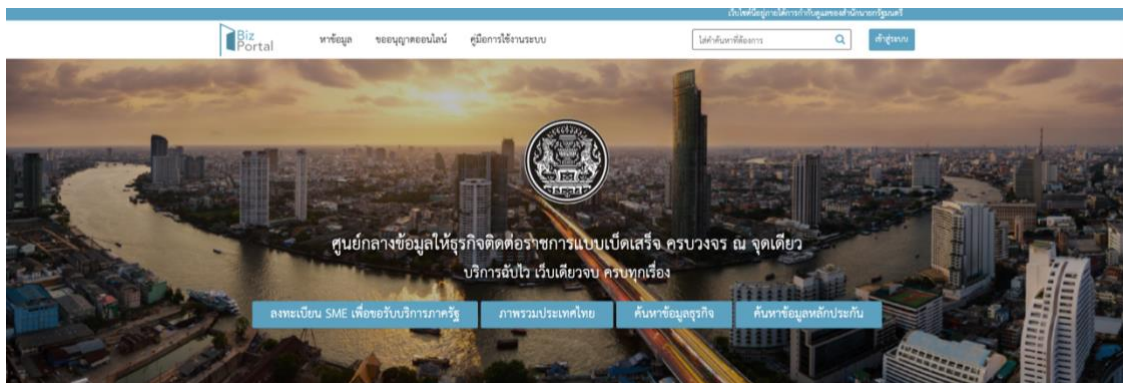 เว็บไซต์นี้อยู่ภายใต้การกำกับดูแลของสำนักนายกรัฐมนตรี
Biz
Portal
หาข้อมูล ขออนุญาตออนไลน์ คู่มือการใช้งานระบบ
ใส่คำค้นหาที่ต้องการ
เข้าสู่ระบบ
ศูนย์กลางข้อมูลให้ธุรกิจติดต่อราชการแบบเบ็ดเสร็จ ครบวงจร ณ จุดเดียว
บริการฉับไว เว็บเดียวจบ ครบทุกเรื่อง
ลงทะเบียน SME เพื่อขอรับบริการภาครัฐ ภาพรวมประเทศไทย ค้นหาข้อมูลธุรกิจ ค้นหาข้อมูลหลักประกัน